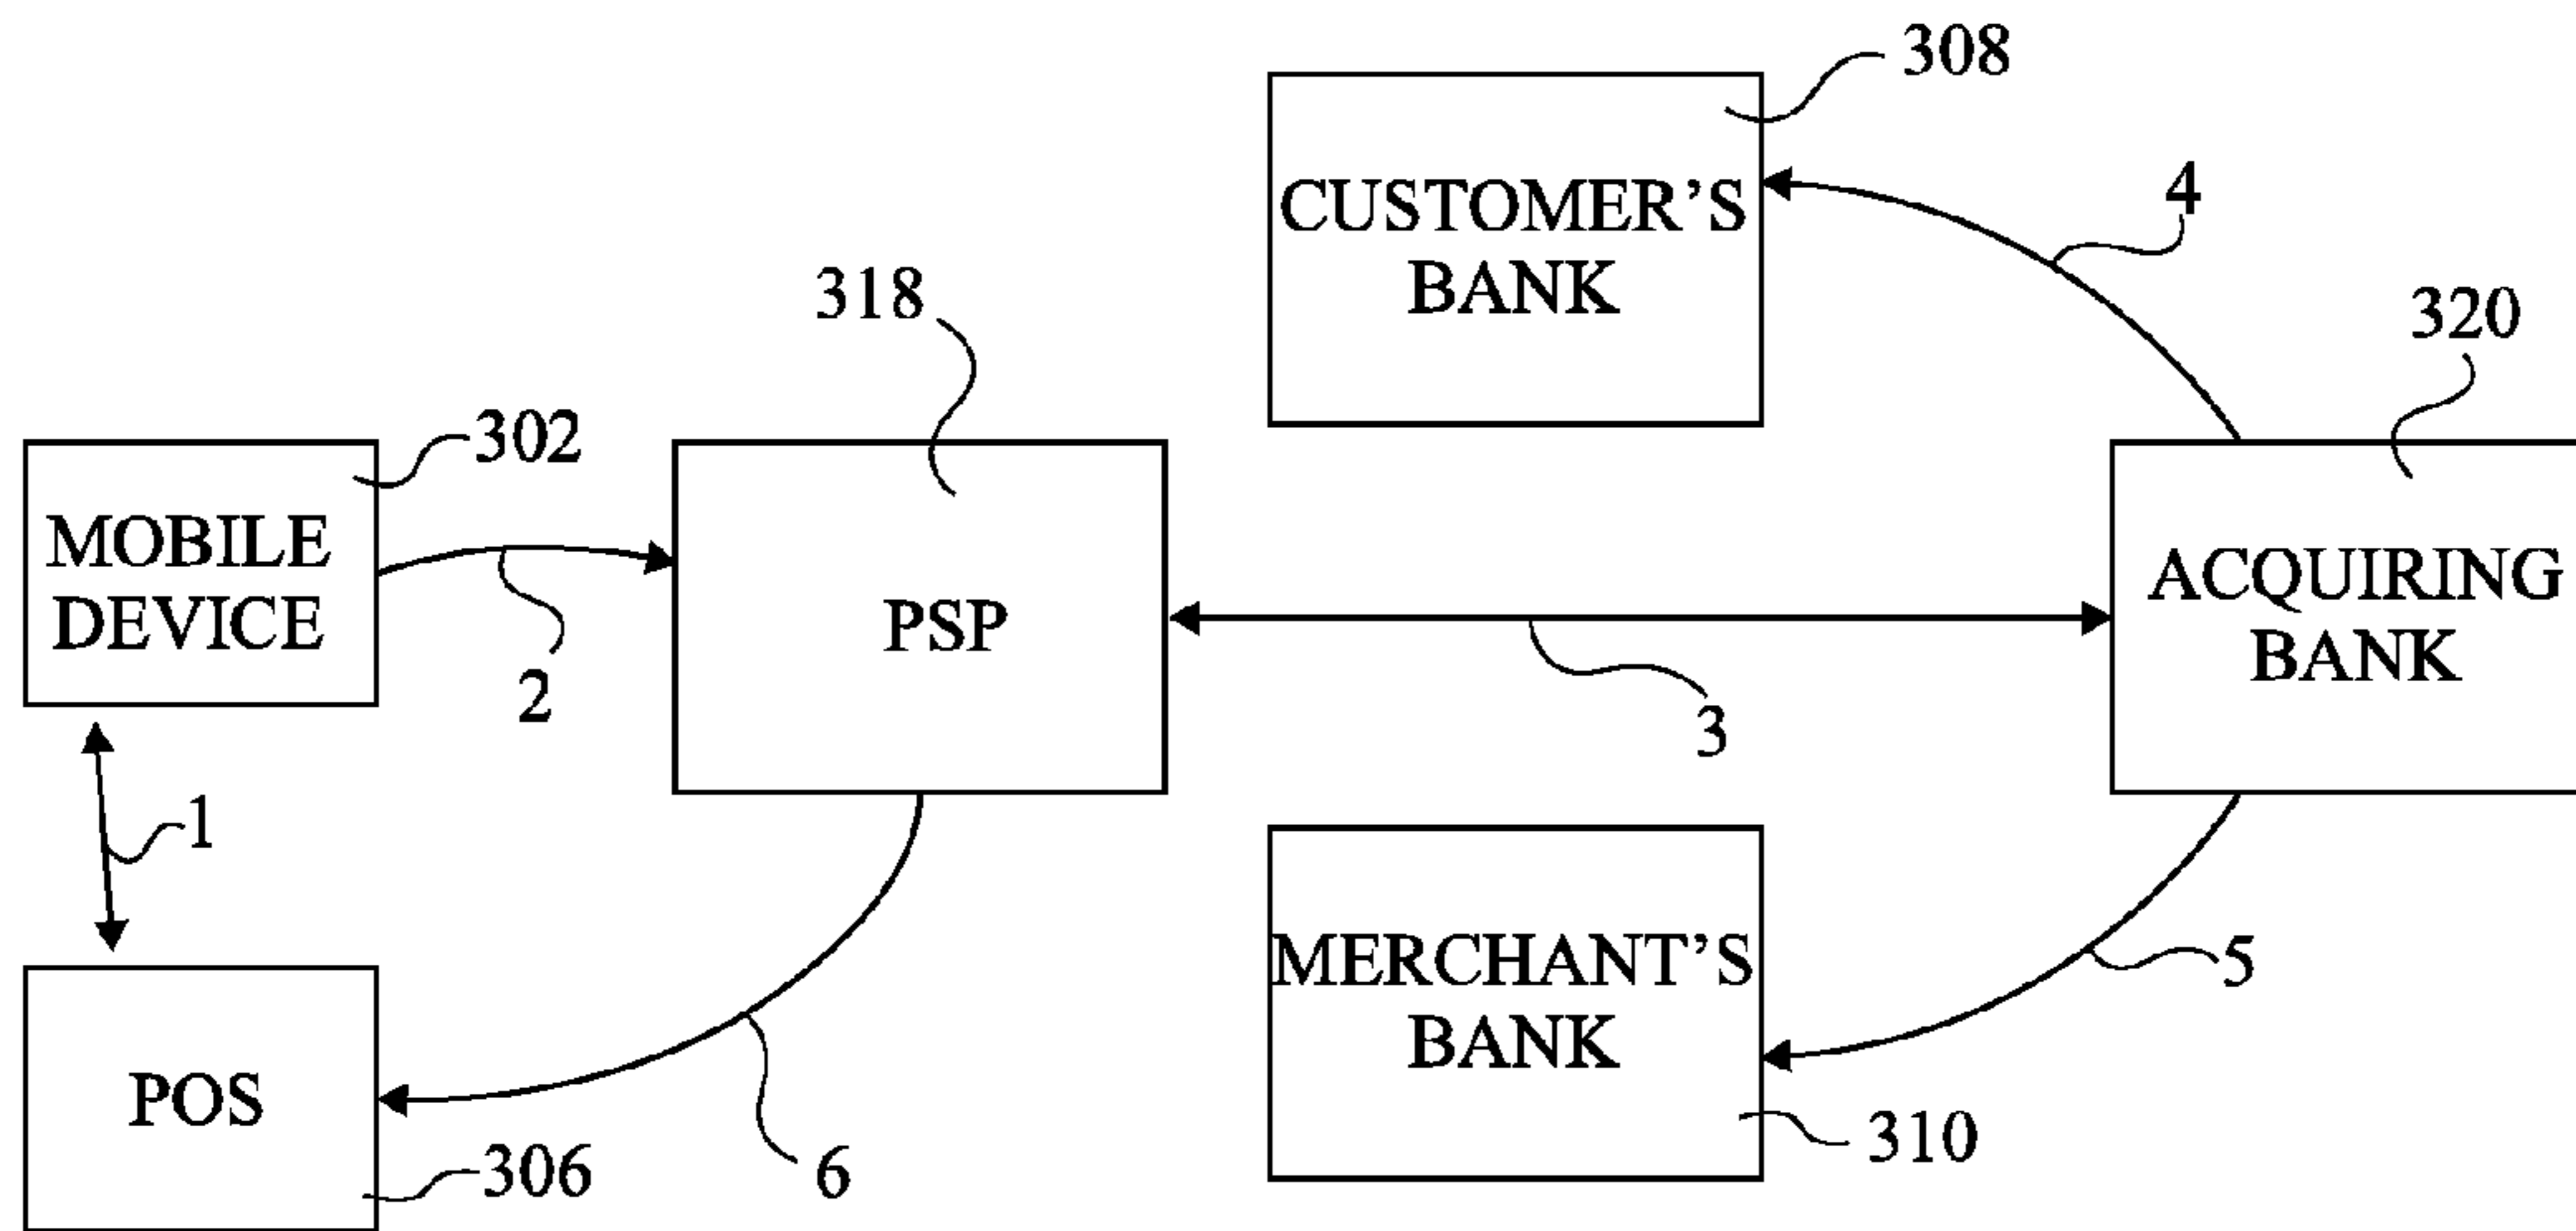 308
CUSTOMER'S
BANK
4
318
320
302
MOBILE
DEVICE
2
PSP
3
ACQUIRING
BANK
1
MERCHANT'S
BANK
5
POS
306
6
310